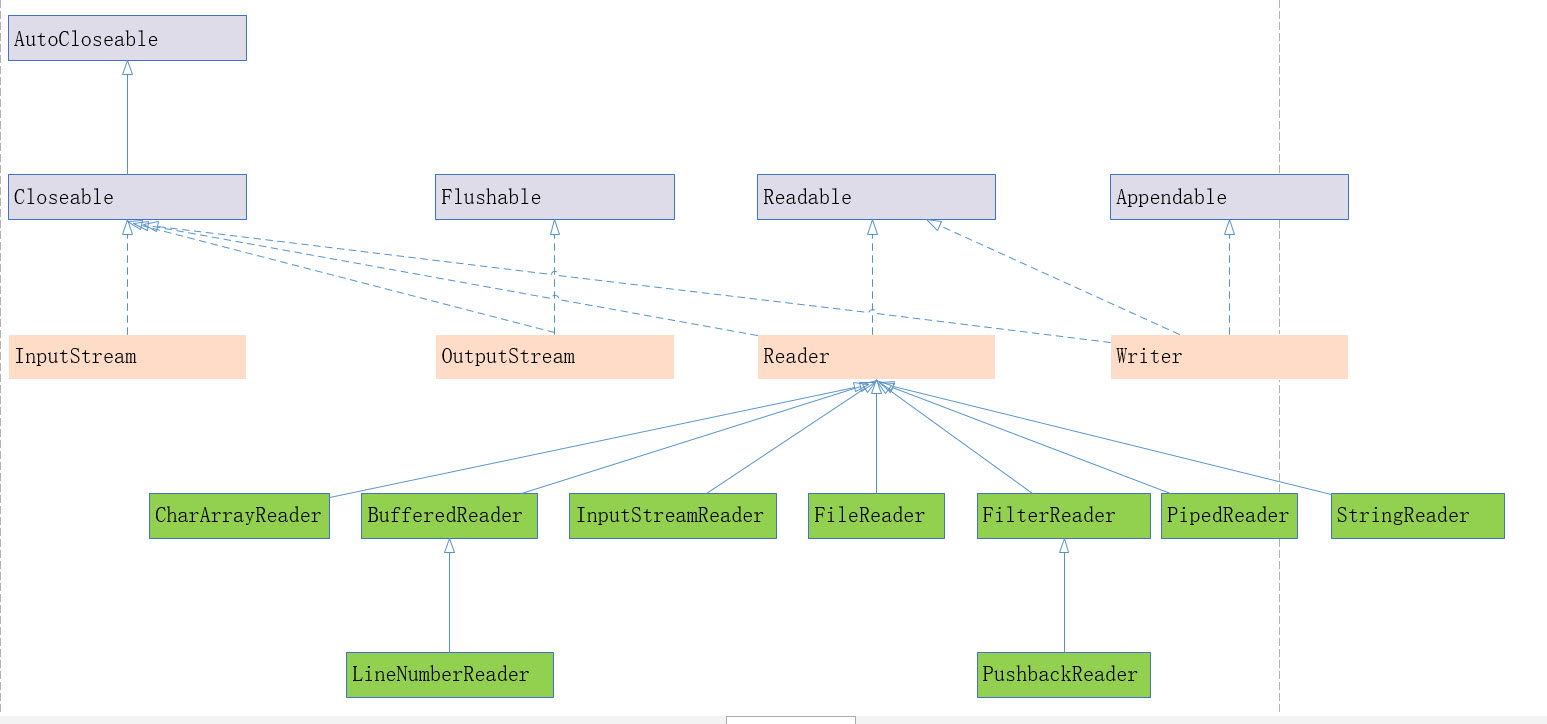 AutoCloseable
Closeable
Flushable
Readable
Appendable
InputStream
OutputStream
Reader
Writer
CharArrayReader
BufferedReader
InputStreamReader
FileReader
FilterReader
PipedReader
StringReader
LineNumberReader
PushbackReader